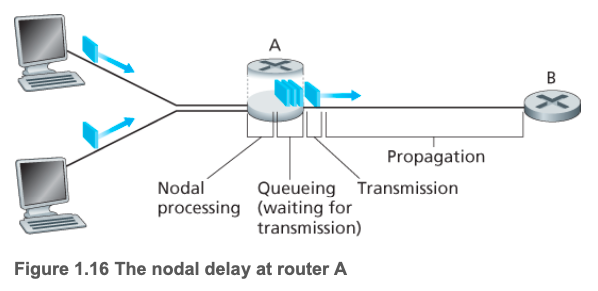 A
B
Propagation
Nodal
processing
Queueing
(waiting for
transmission)
Transmission
Figure 1.16 The nodal delay at router A